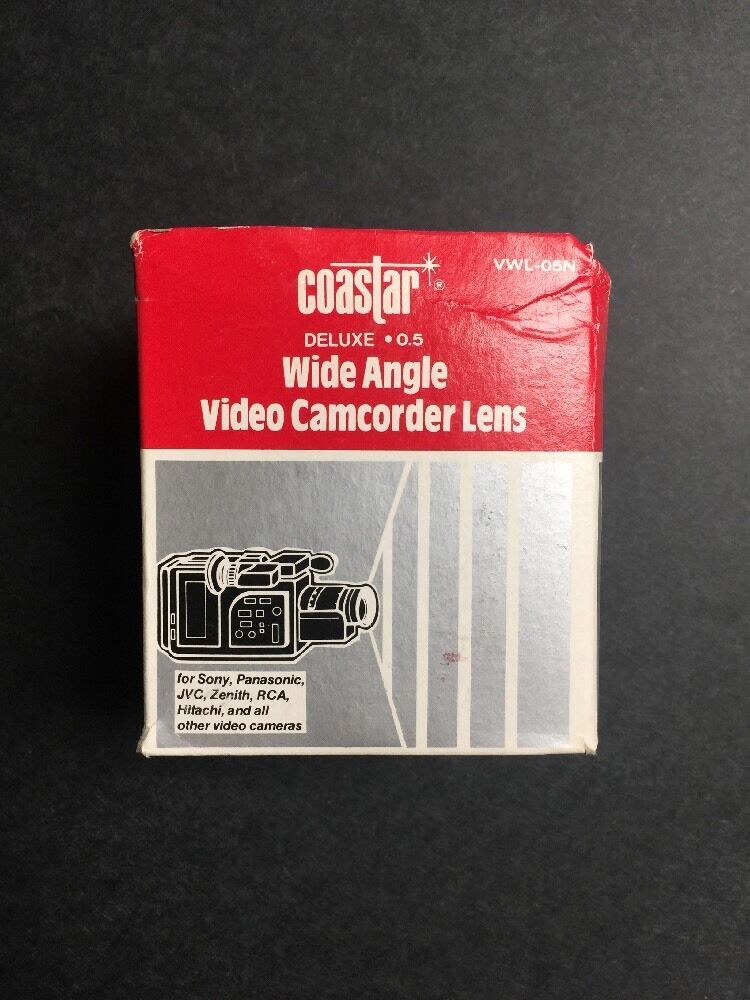 coastar®
VWL-05N
DELUXE • 0.5
Wide Angle
Video Camcorder Lens
for Sony, Panasonic,
JVC, Zenith, RCA,
Hitachi, and all
other video cameras